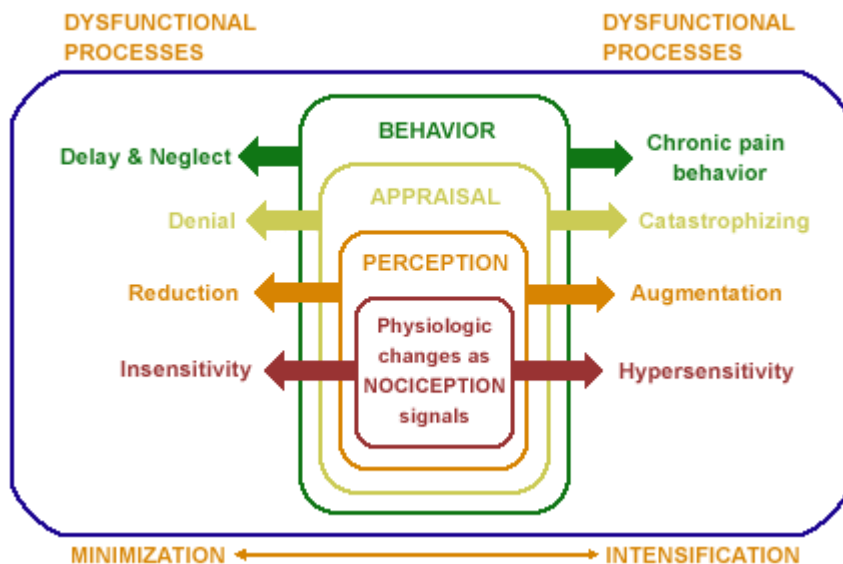 DYSFUNCTIONAL
PROCESSES
DYSFUNCTIONAL
PROCESSES
BEHAVIOR
Delay & Neglect
Chronic pain
behavior
APPRAISAL
Denial
Catastrophizing
PERCEPTION
Reduction
Augmentation
Physiologic
changes as
NOCICEPTION
signals
Insensitivity
Hypersensitivity
MINIMIZATION
INTENSIFICATION